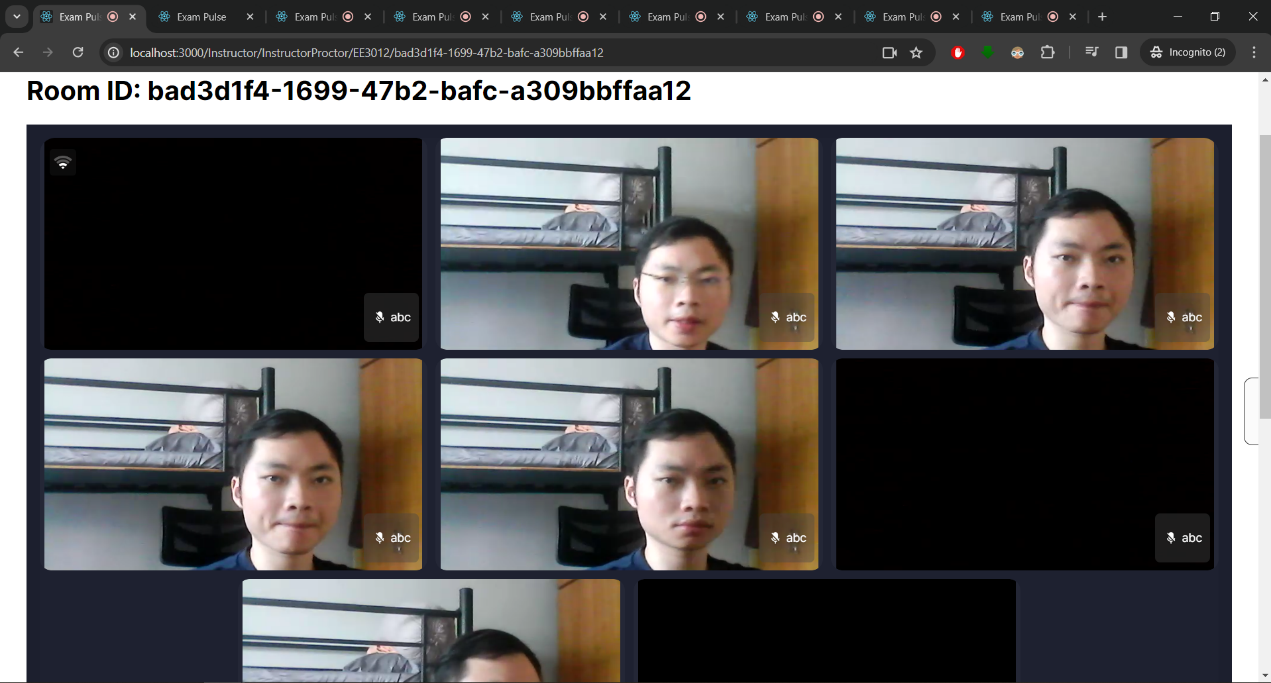 Exam Pul
Exam Pulse
Exam Pul
Exam Pul
Exam Pul
Exam Pul
Exam Pul
Exam Pul
Exam Pul
localhost:3000/Instructor/InstructorProctor/EE3012/bad3d1f4-1699-47b2-bafc-a309bbffaa12
Incognito (2)
Room ID: bad3d1f4-1699-47b2-bafc-a309bbffaa12
abc
abc
abc
abc
abc
abc